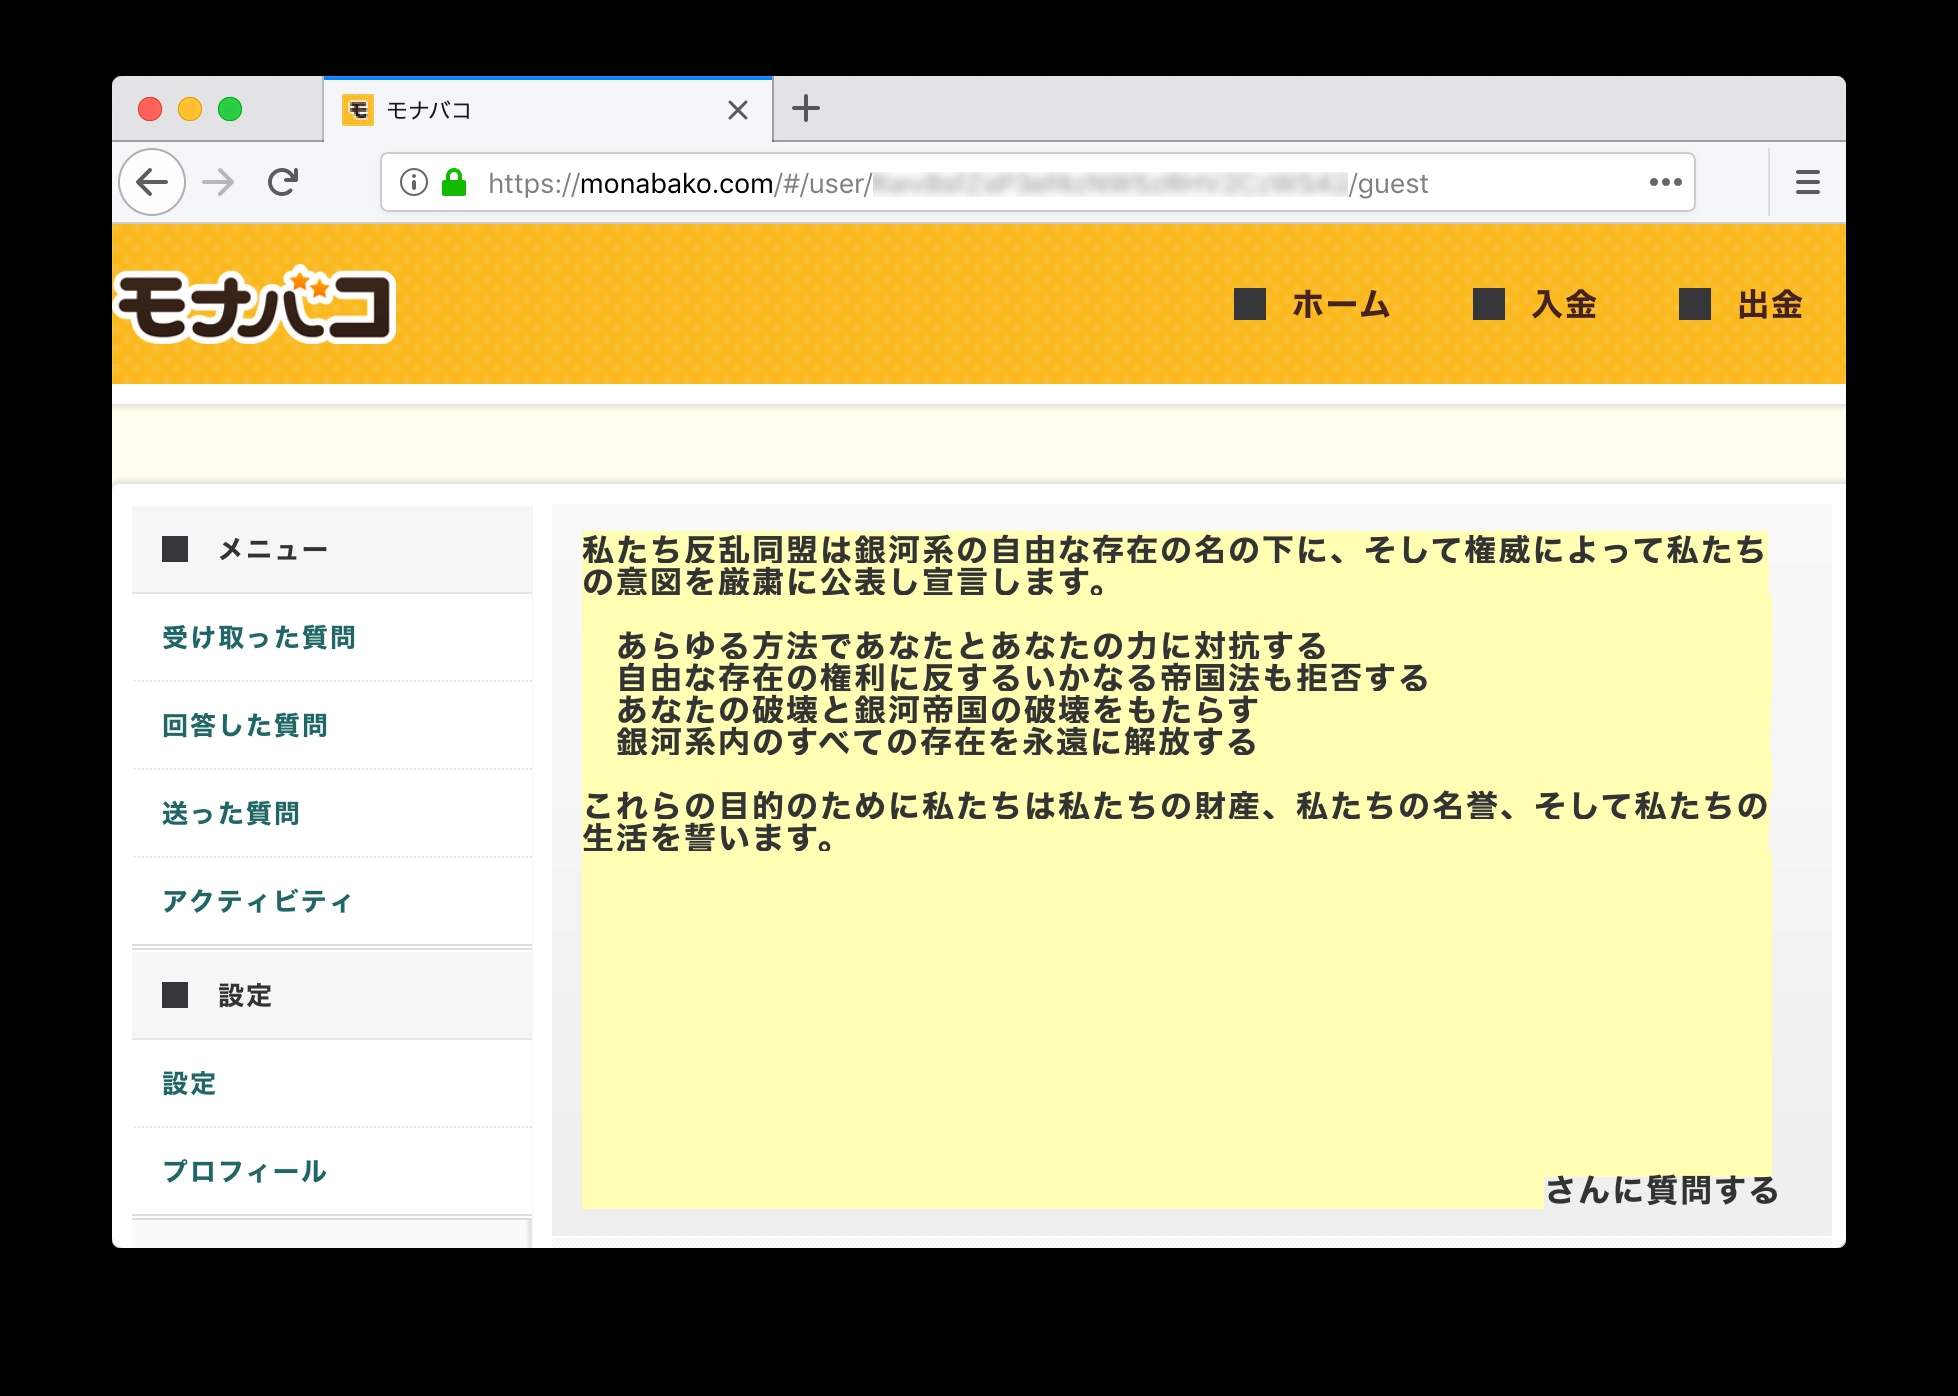 モナバコ
https://monabako.com/#/user/ /guest
モナバコ
ホーム 入金 出金
メニュー
受け取った質問
回答した質問
送った質問
アクティビティ
設定
設定
プロフィール
私たち反乱同盟は銀河系の自由な存在の名の下に、そして権威によって私たち
の意図を厳粛に公表し宣言します。
あらゆる方法であなたとあなたの力に対抗する
自由な存在の権利に反するいかなる帝国法も拒否する
あなたの破壊と銀河帝国の破壊をもたらす
銀河系内のすべての存在を永遠に解放する
これらの目的のために私たちは私たちの財産、私たちの名誉、そして私たちの
生活を誓います。
さんに質問する